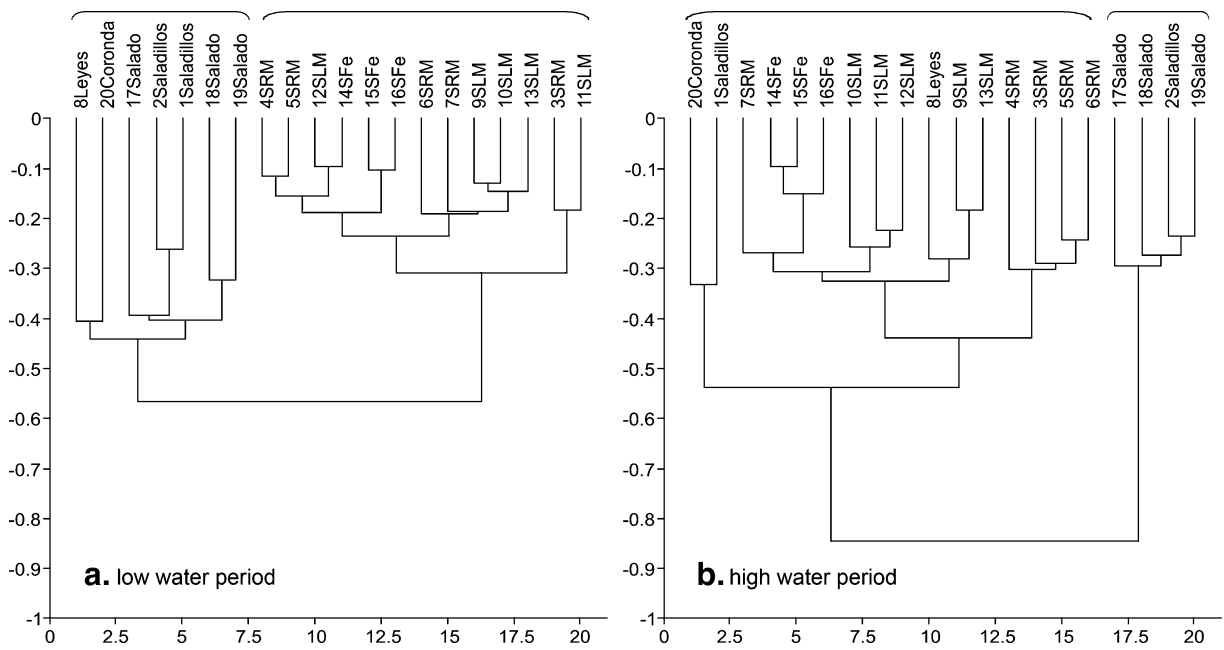 8Leyes
20Coronda
17Salado
2Saladillos
1Saladillos
18Salado
19Salado
4SRM
5SRM
12SLM
14SFe
15SFe
16SFe
6SRM
7SRM
9SLM
10SLM
13SLM
3SRM
11SLM
0
-0.1
-0.2
-0.3
-0.4
-0.5
-0.6
-0.7
-0.8
-0.9
-1
a. low water period
0 2.5 5 7.5 10 12.5 15 17.5 20
20Coronda
1Saladillos
7SRM
14SFe
15SFe
16SFe
10SLM
11SLM
12SLM
8Leyes
9SLM
13SLM
4SRM
3SRM
5SRM
6SRM
17Salado
18Salado
2Saladillos
19Salado
0
-0.1
-0.2
-0.3
-0.4
-0.5
-0.6
-0.7
-0.8
-0.9
-1
b. high water period
0 2.5 5 7.5 10 12.5 15 17.5 20